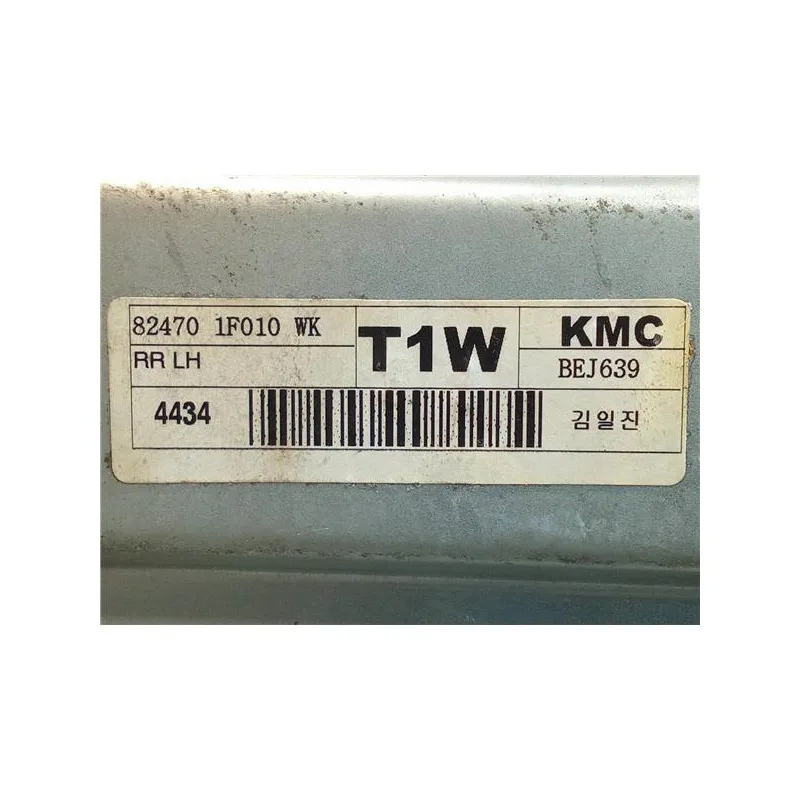 82470 1F010 WK
RR LH
T1W
KMC
BEJ639
4434
김일진